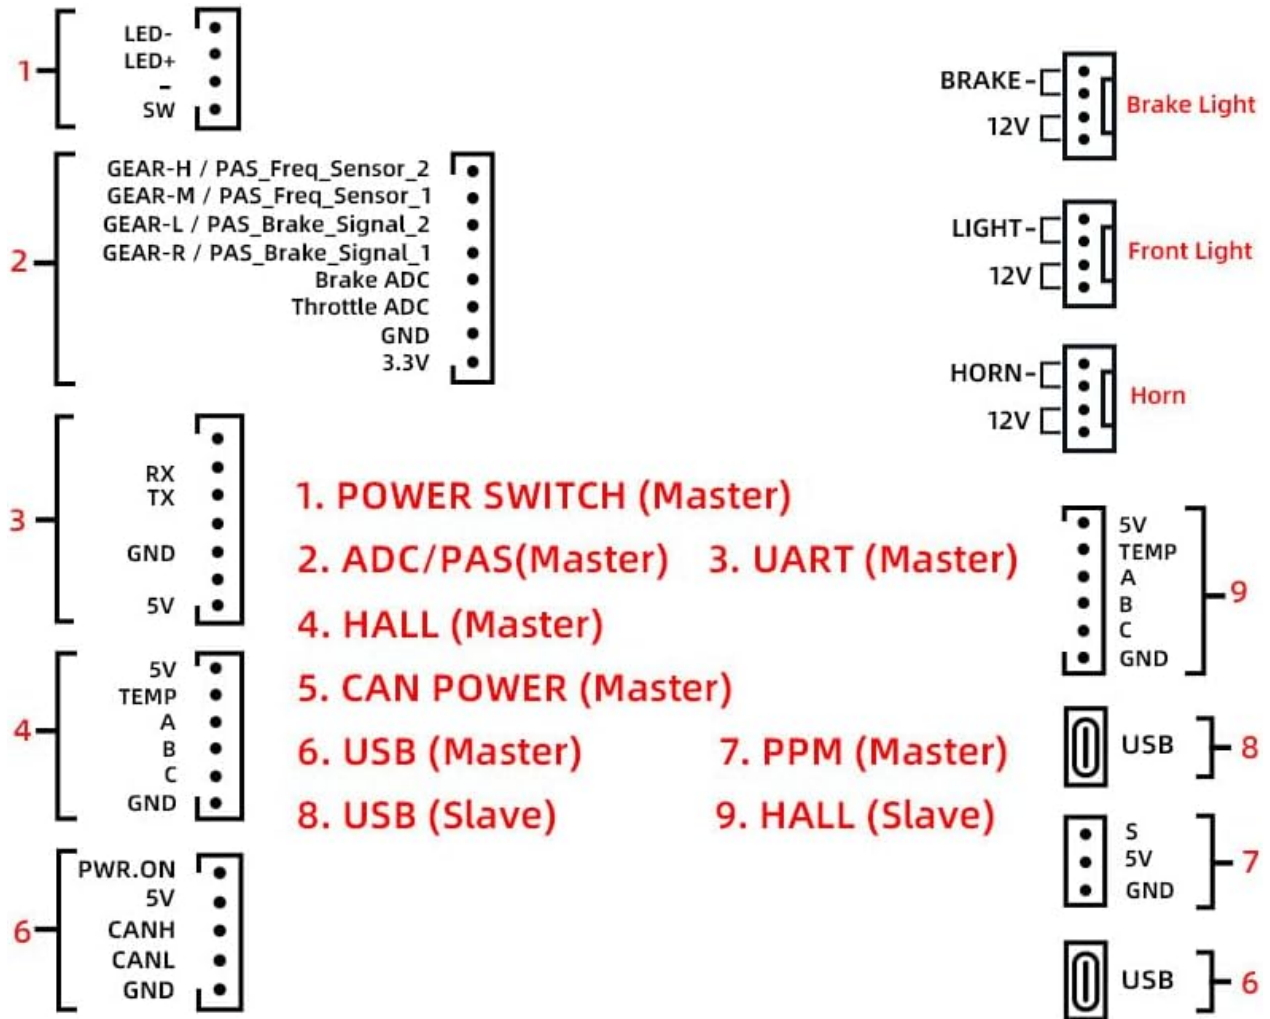 LED-
LED+
-
SW
1
GEAR-H / PAS_Freq_Sensor_2
GEAR-M / PAS_Freq_Sensor_1
GEAR-L / PAS_Brake_Signal_2
GEAR-R / PAS_Brake_Signal_1
Brake ADC
Throttle ADC
GND
3.3V
2
RX
TX
GND
5V
3
5V
TEMP
A
B
C
GND
4
PWR.ON
5V
CANH
CANL
GND
6
1. POWER SWITCH (Master)
2. ADC/PAS(Master) 3. UART (Master)
4. HALL (Master)
5. CAN POWER (Master)
6. USB (Master) 7. PPM (Master)
8. USB (Slave) 9. HALL (Slave)
BRAKE-
12V
Brake Light
LIGHT-
12V
Front Light
HORN-
12V
Horn
5V
TEMP
A
B
C
GND
9
USB
8
S
5V
GND
7
USB
6